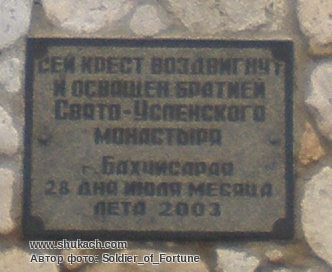 СЕЙ КРЕСТ ВОЗДВИГНУТ
И ОСВЯЩЕН БРАТИЕЙ
СВЯТО-УСПЕНСКОГО
МОНАСТЫРЯ
г. БАХЧИСАРАЯ
28 ДНЯ ИЮЛЯ МЕСЯЦА
ЛЕТА 2003
www.shukach.com
Автор фото: Soldier_of_Fortune